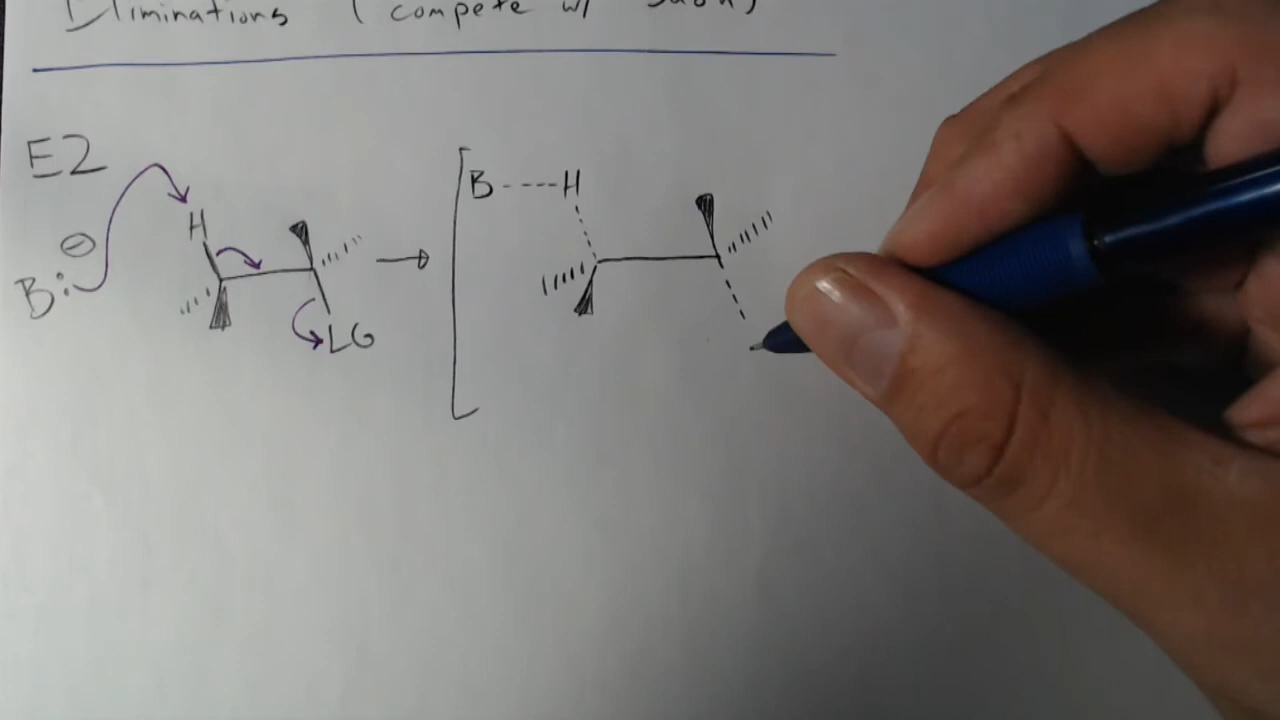 Eliminations ( compete w/
E2
H
B:⊖
LG
B----H